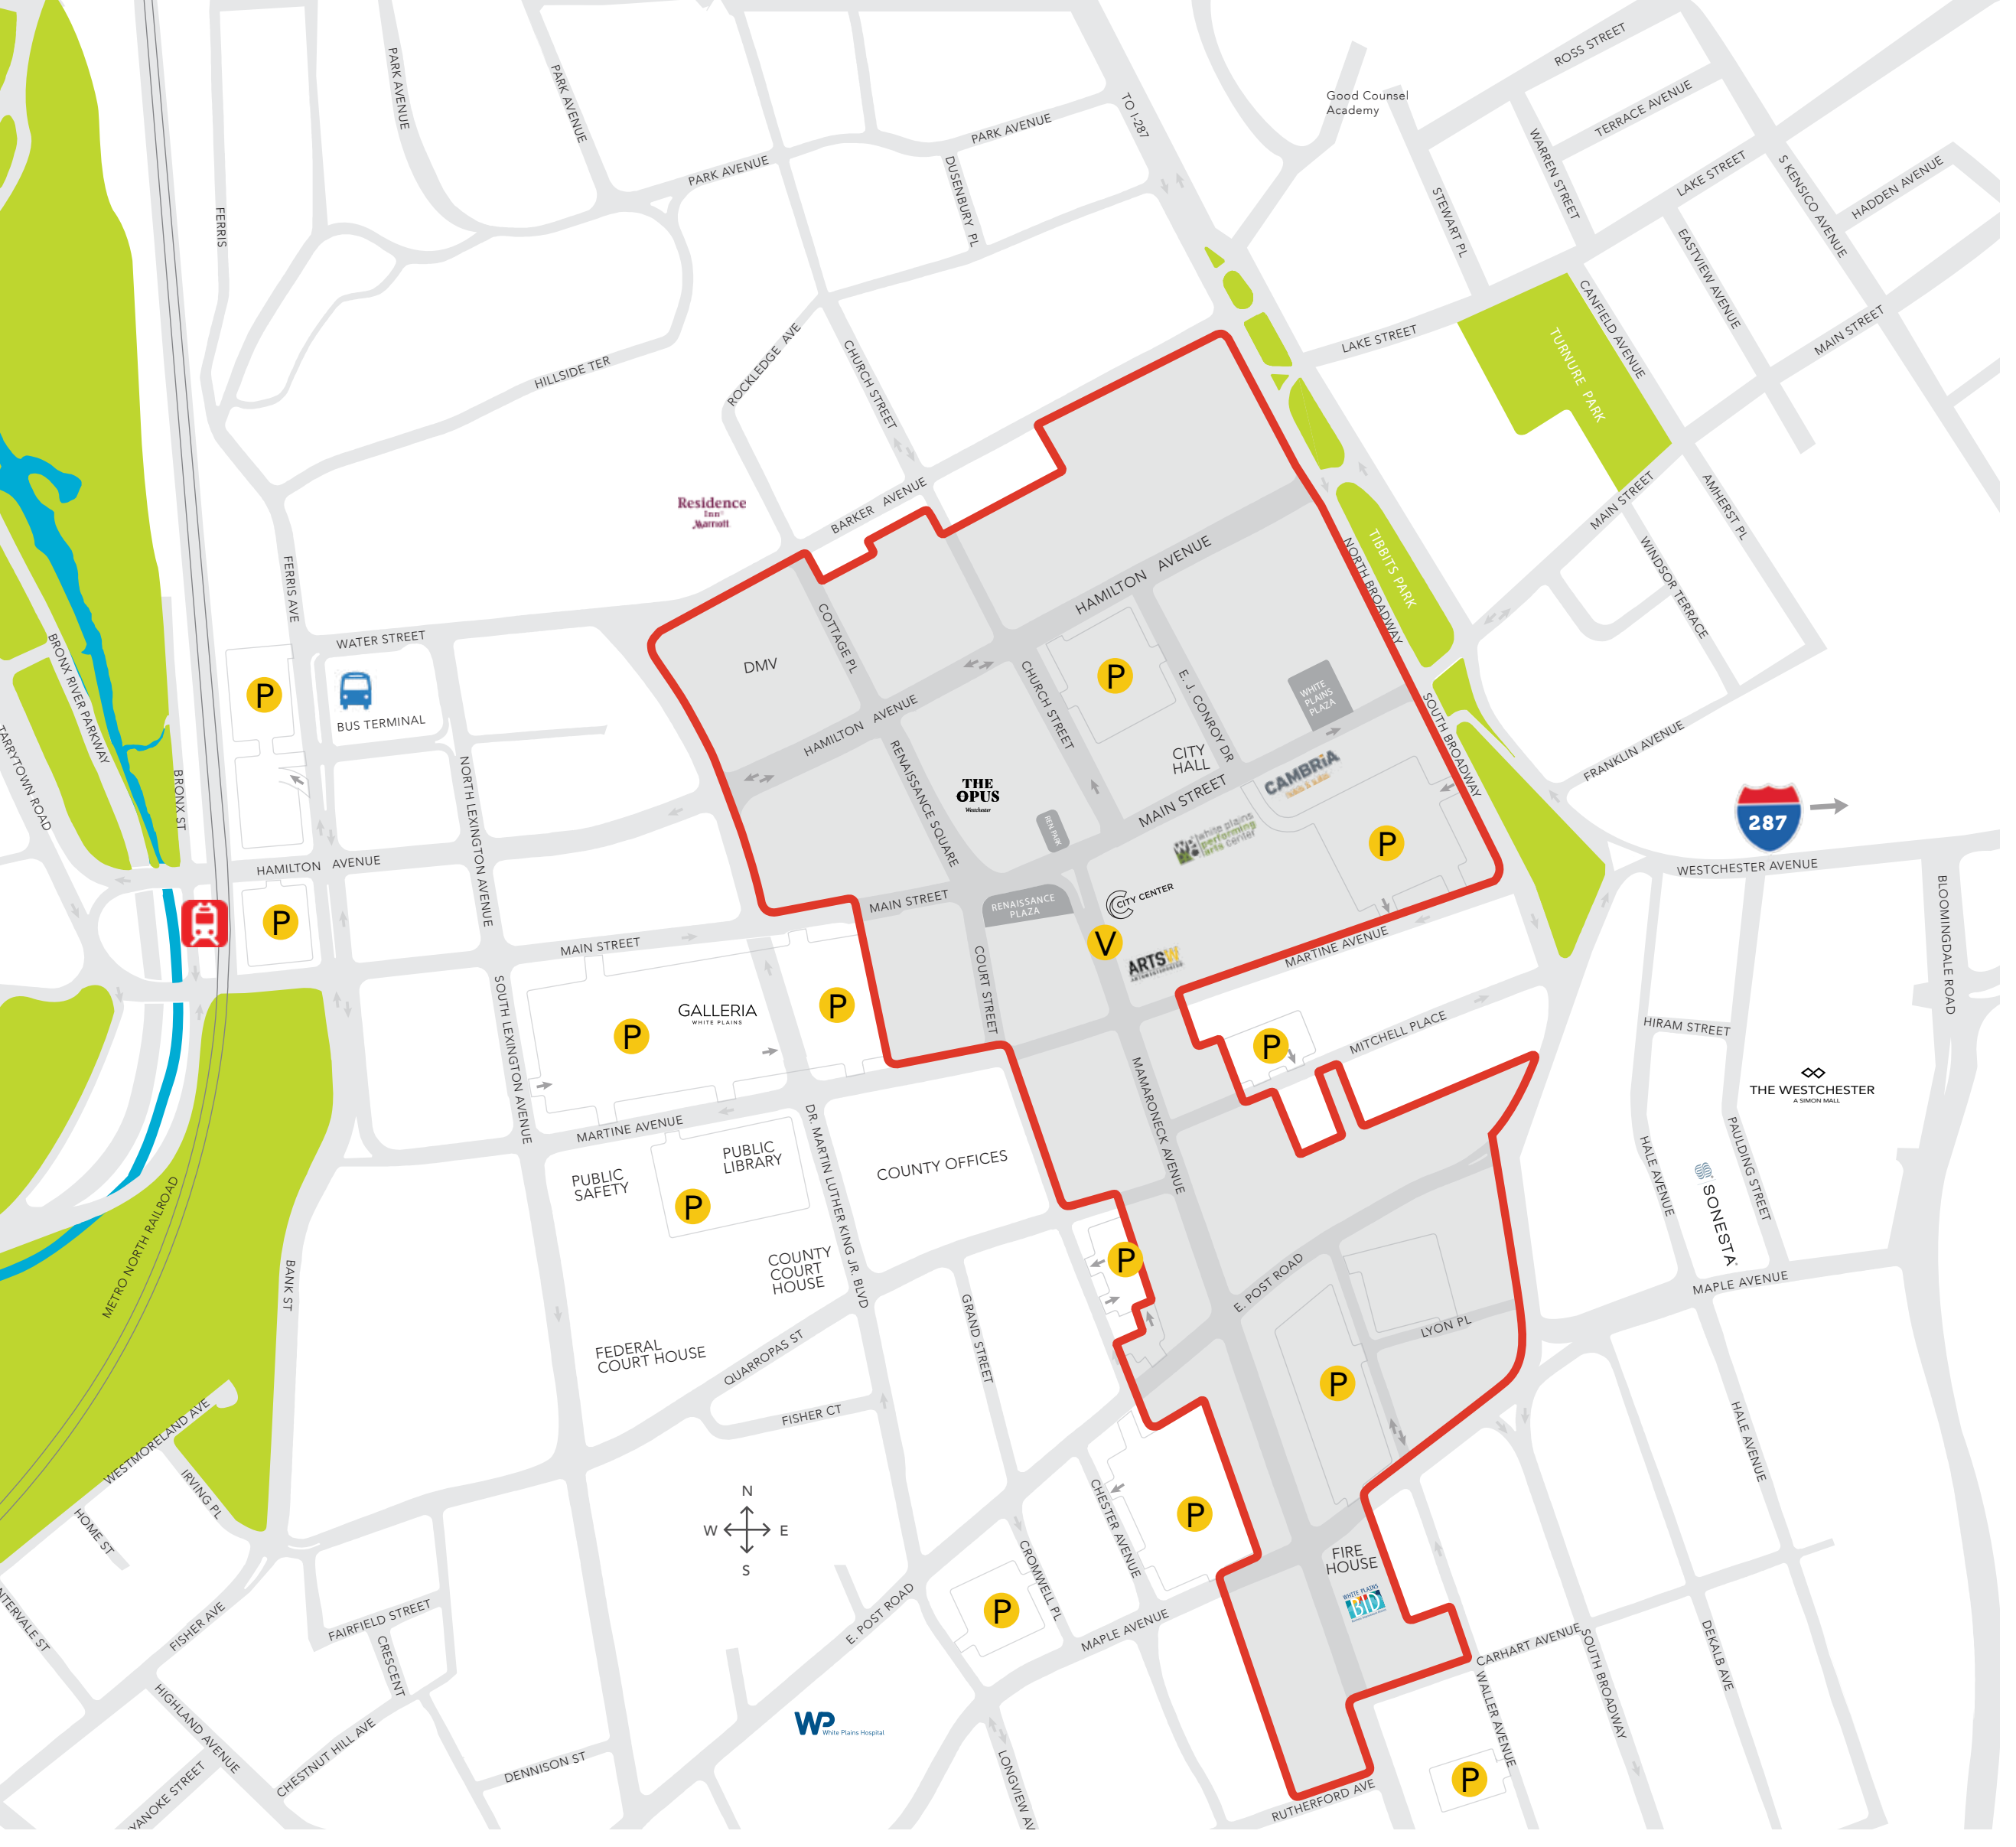 ROSS STREET
PARK AVENUE
PARK AVENUE
TO I-287
Good Counsel
Academy
TERRACE AVENUE
PARK AVENUE
WARREN STREET
LAKE STREET
S KENSICO AVENUE
HADDEN AVENUE
PARK AVENUE
DUSENBURY PL
STEWART PL
FERRIS
EASTVIEW AVENUE
CANFIELD AVENUE
MAIN STREET
LAKE STREET
TURNURE PARK
ROCKLEDGE AVE
CHURCH STREET
HILLSIDE TER
Residence
Inn
Marriott
BARKER AVENUE
MAIN STREET
AMHERST PL
TIBBITS PARK
NORTH BROADWAY
WINDSOR TERRACE
FERRIS AVE
HAMILTON AVENUE
WATER STREET
COTTAGE PL
DMV
BRONX RIVER PARKWAY
P
BUS TERMINAL
P
CHURCH STREET
E. J. CONROY DR
WHITE
PLAINS
PLAZA
SOUTH BROADWAY
HAMILTON AVENUE
FRANKLIN AVENUE
TARRYTOWN ROAD
BRONX ST
NORTH LEXINGTON AVENUE
RENAISSANCE SQUARE
THE
OPUS
Westchester
CITY
HALL
CAMBRIA
MAIN STREET
REN PARK
white plains
performing
arts center
P
287
HAMILTON AVENUE
WESTCHESTER AVENUE
BLOOMINGDALE ROAD
P
MAIN STREET
RENAISSANCE
PLAZA
CITY CENTER
MAIN STREET
V
ARTSW
MARTINE AVENUE
COURT STREET
SOUTH LEXINGTON AVENUE
GALLERIA
WHITE PLAINS
P
P
P
MITCHELL PLACE
HIRAM STREET
THE WESTCHESTER
A SIMON MALL
MARTINE AVENUE
DR. MARTIN LUTHER KING JR. BLVD
MAMARONECK AVENUE
PUBLIC
LIBRARY
PUBLIC
SAFETY
P
COUNTY OFFICES
HALE AVENUE
PAULDING STREET
SONESTA
METRO NORTH RAILROAD
BANK ST
COUNTY
COURT
HOUSE
P
E. POST ROAD
MAPLE AVENUE
GRAND STREET
LYON PL
FEDERAL
COURT HOUSE
QUARROPAS ST
P
FISHER CT
WESTMORELAND AVE
IRVING PL
HALE AVENUE
HOME ST
N
W
E
S
CHESTER AVENUE
P
FIRE
HOUSE
WHITE PLAINS
BID
CROMWELL PL
P
E. POST ROAD
MAPLE AVENUE
FISHER AVE
FAIRFIELD STREET
CRESCENT
NTERVALE ST
CARHART AVENUE
SOUTH BROADWAY
DEKALB AVE
WALLER AVENUE
HIGHLAND AVENUE
WP
White Plains Hospital
CHESTNUT HILL AVE
DENNISON ST
LONGVIEW AV
P
RUTHERFORD AVE
YANOKE STREET